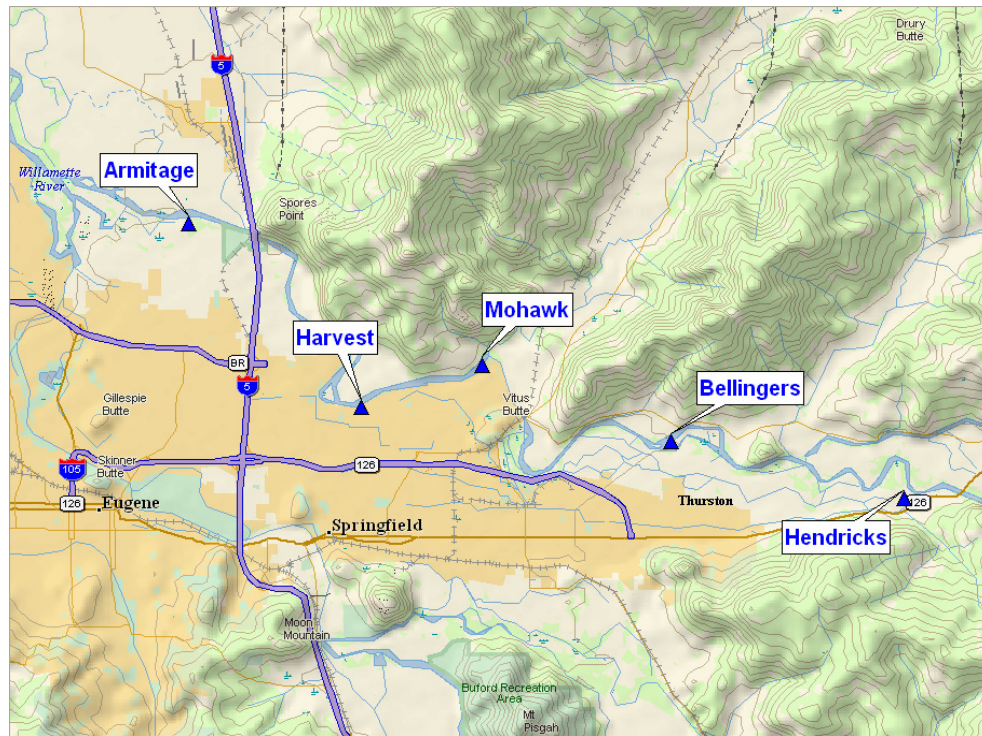 Drury
Butte
5
Armitage
Willamette
River
Spores
Point
Mohawk
Harvest
BR
5
Bellingers
Gillespie
Butte
Vitus
Butte
Skinner
Butte
105
126
126
Eugene
Thurston
126
Springfield
Hendricks
Moon
Mountain
Buford Recreation
Area
Mt
Pisgah